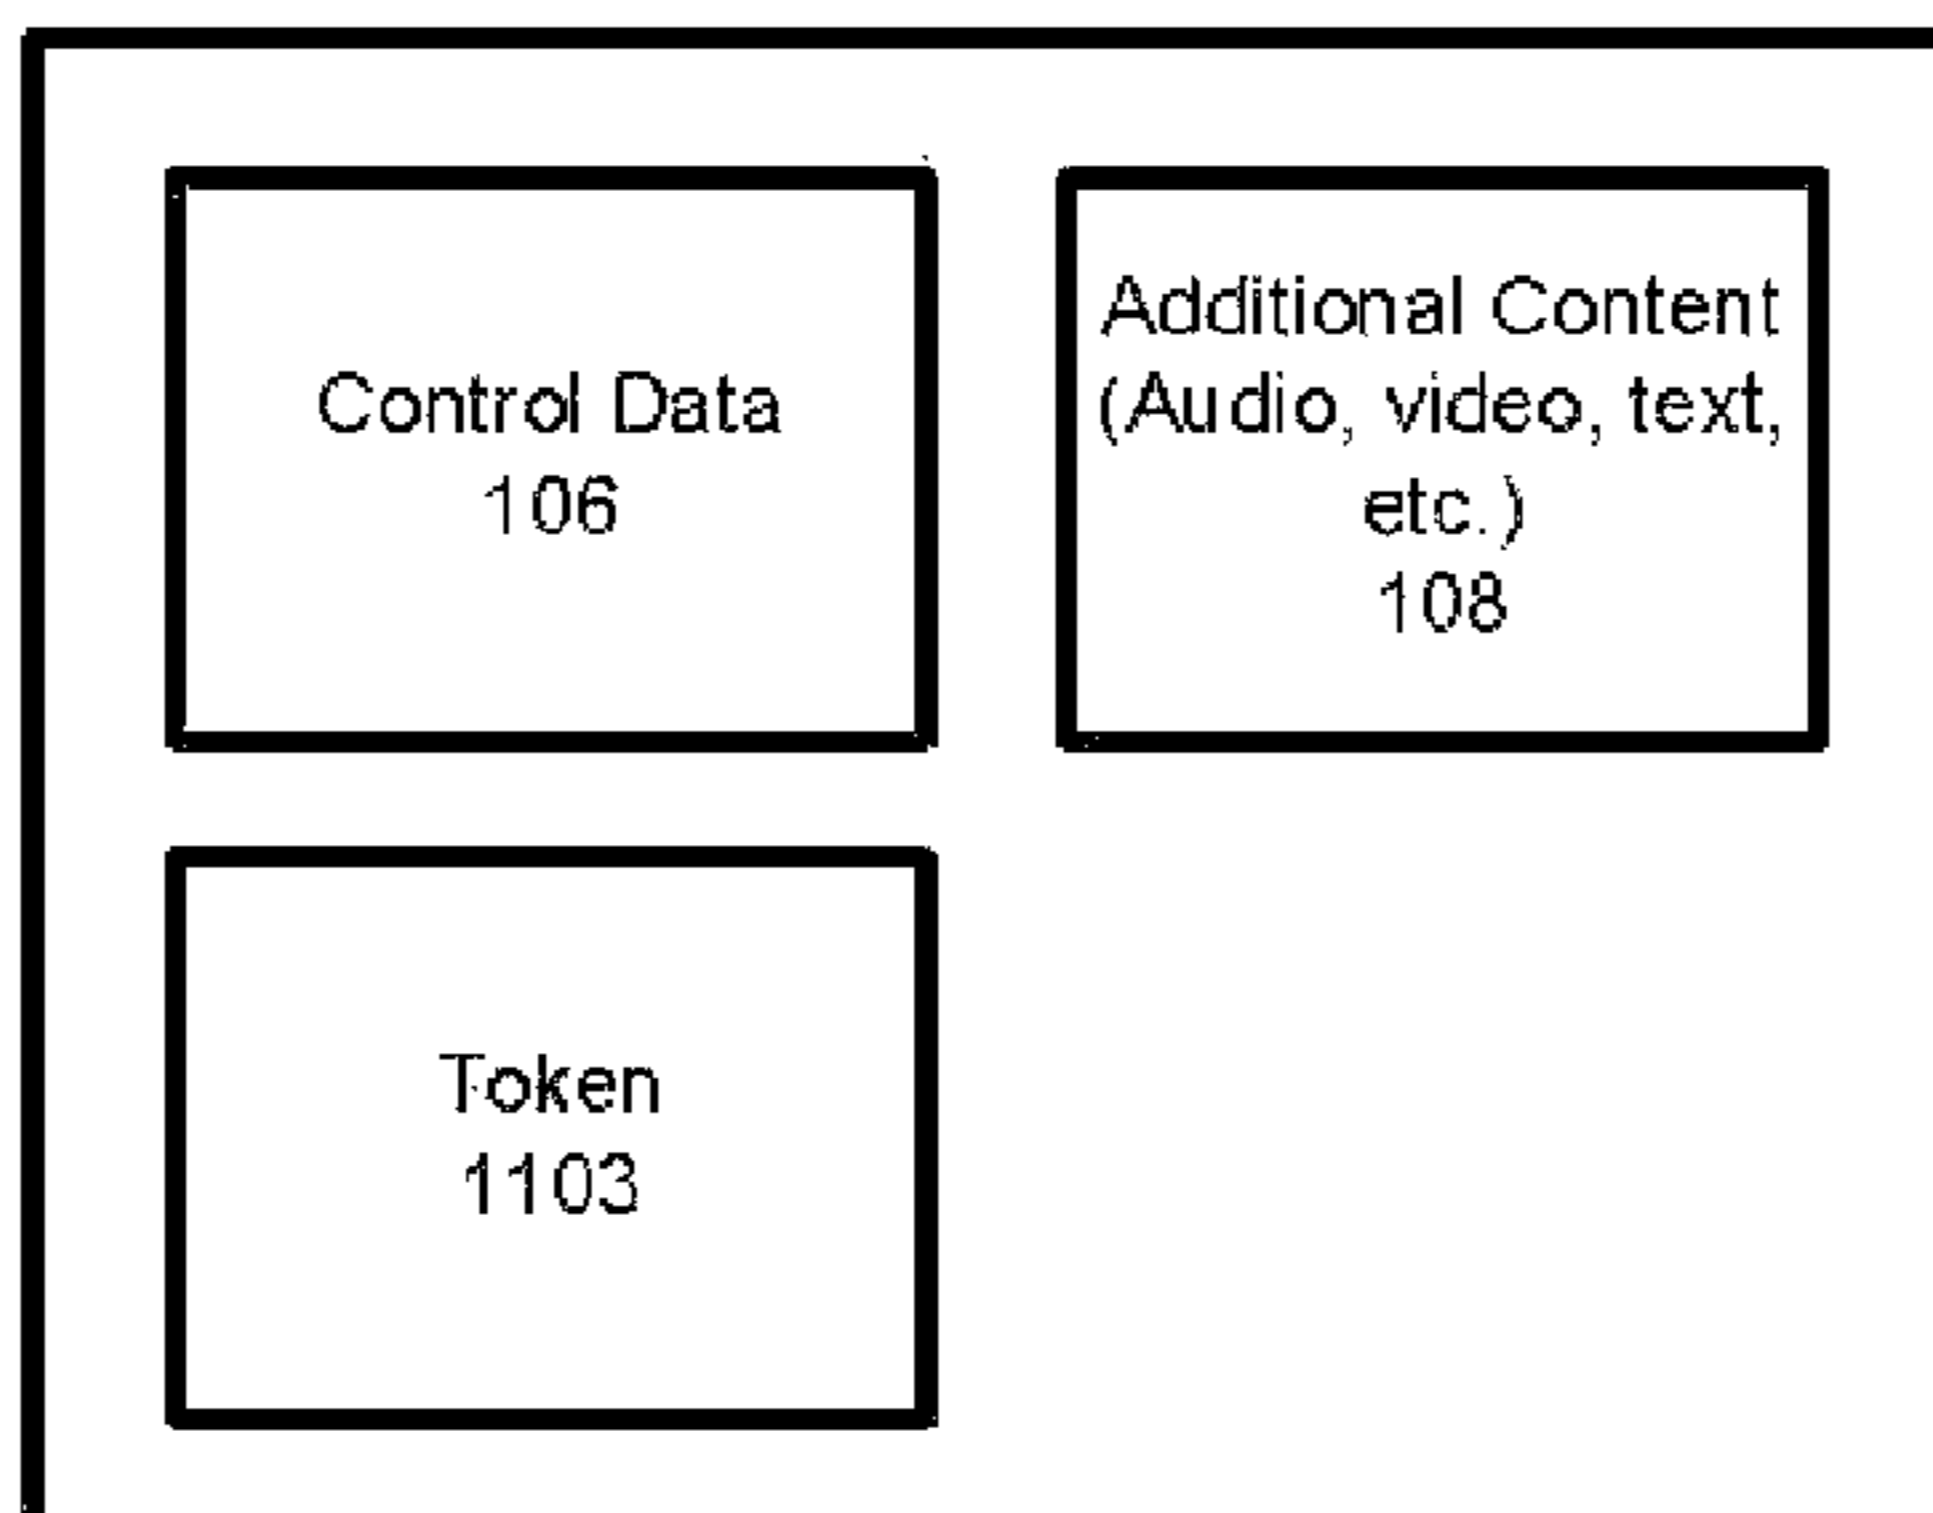 Control Data
106
Additional Content
(Audio, video, text,
etc.)
108
Token
1103